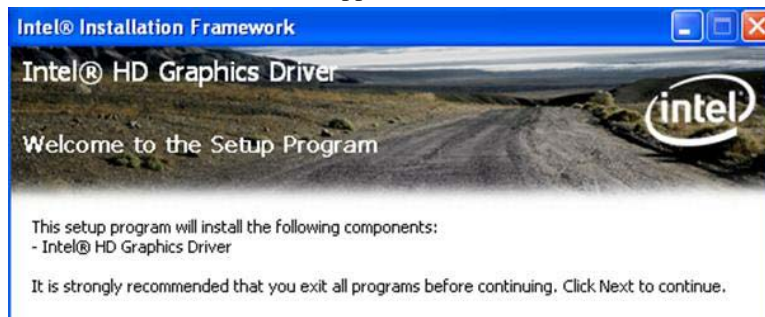 Intel® Installation Framework
Intel® HD Graphics Driver
intel
Welcome to the Setup Program
This setup program will install the following components:
- Intel® HD Graphics Driver
It is strongly recommended that you exit all programs before continuing. Click Next to continue.